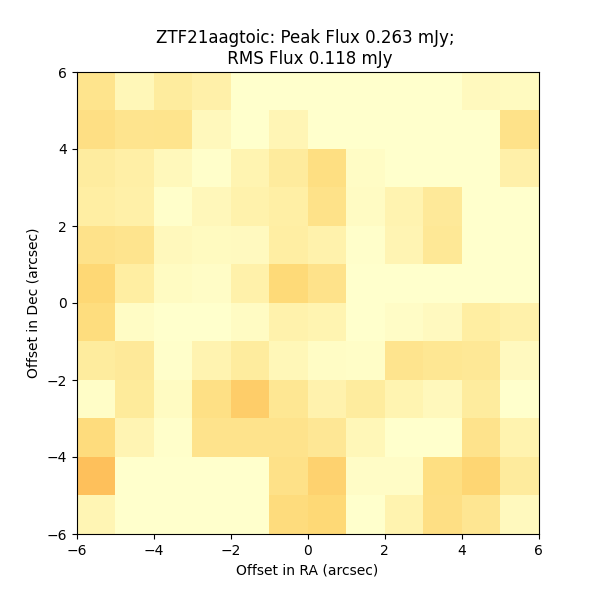 ZTF21aagtoic: Peak Flux 0.263 mJy;
RMS Flux 0.118 mJy
6
4
2
0
−2
−4
−6
Offset in Dec (arcsec)
−6 −4 −2 0 2 4 6
Offset in RA (arcsec)